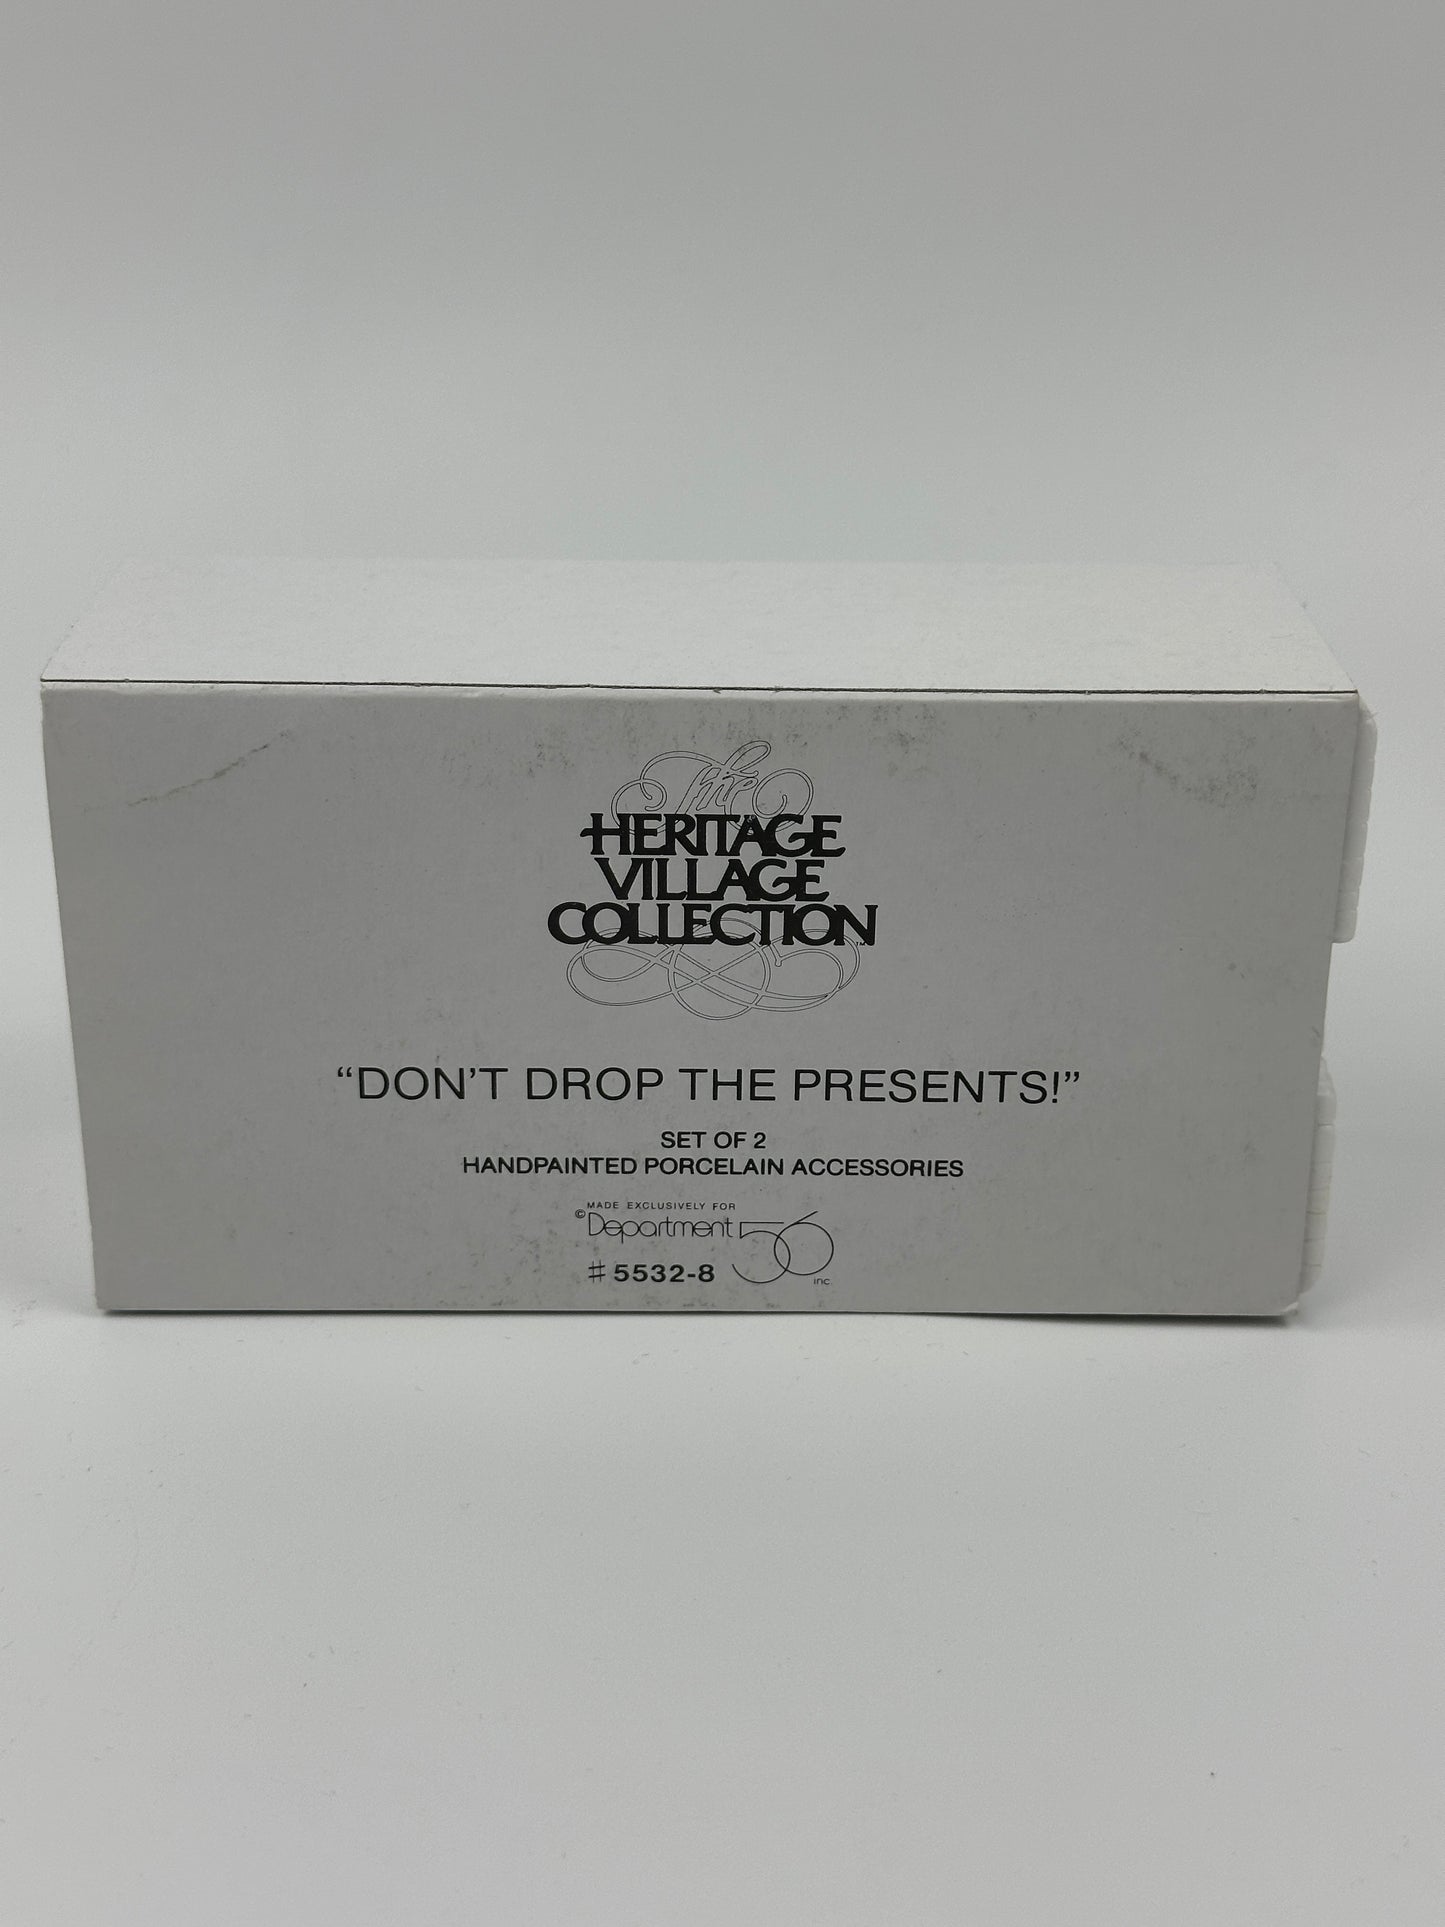 The
HERITAGE
VILLAGE
COLLECTION™
“DON’T DROP THE PRESENTS!”
SET OF 2
HANDPAINTED PORCELAIN ACCESSORIES
MADE EXCLUSIVELY FOR
© Department 56 inc.
# 5532-8